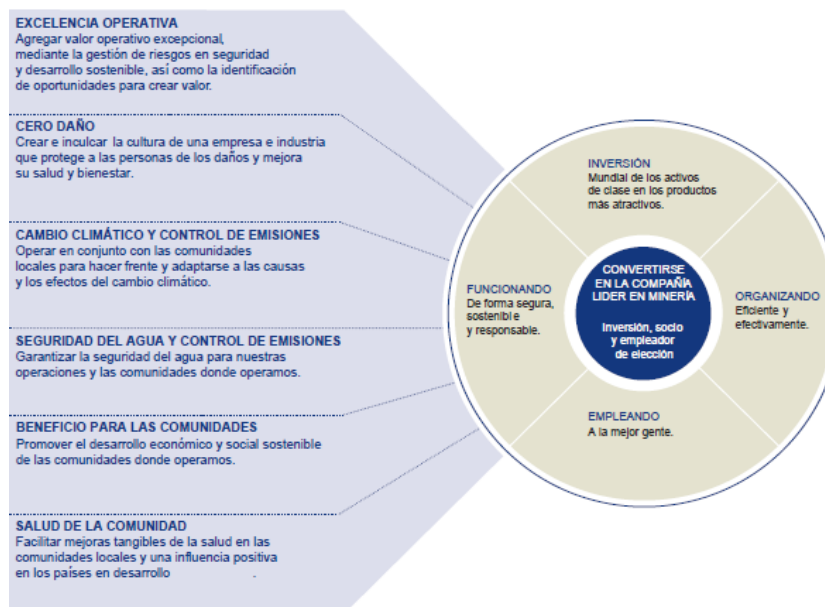 EXCELENCIA OPERATIVA
Agregar valor operativo excepcional,
mediante la gestión de riesgos en seguridad
y desarrollo sostenible, así como la identificación
de oportunidades para crear valor.
CERO DAÑO
Crear e inculcar la cultura de una empresa e industria
que protege a las personas de los daños y mejora
su salud y bienestar.
CAMBIO CLIMÁTICO Y CONTROL DE EMISIONES
Operar en conjunto con las comunidades
locales para hacer frente y adaptarse a las causas
y los efectos del cambio climático.
SEGURIDAD DEL AGUA Y CONTROL DE EMISIONES
Garantizar la seguridad del agua para nuestras
operaciones y las comunidades donde operamos.
BENEFICIO PARA LAS COMUNIDADES
Promover el desarrollo económico y social sostenible
de las comunidades donde operamos.
SALUD DE LA COMUNIDAD
Facilitar mejoras tangibles de la salud en las
comunidades locales y una influencia positiva
en los países en desarrollo .
INVERSIÓN
Mundial de los activos
de clase en los productos
más atractivos.
FUNCIONANDO
De forma segura,
sostenible
y responsable.
CONVERTIRSE
EN LA COMPAÑÍA
LIDER EN MINERÍA
Inversión, socio
y empleador
de elección
ORGANIZANDO
Eficiente y
efectivamente.
EMPLEANDO
A la mejor gente.